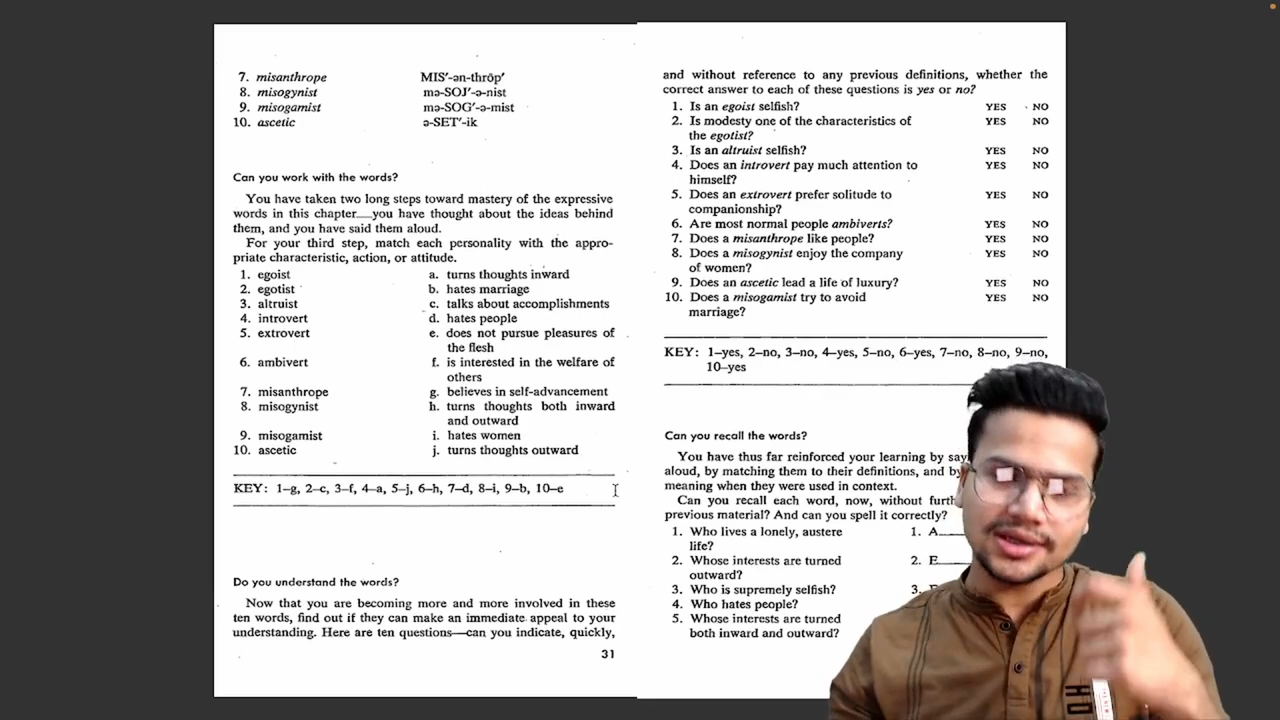 7. misanthrope MIS′-ən-thrōp′
8. misogynist mə-SOJ′-ə-nist
9. misogamist mə-SOG′-ə-mist
10. ascetic ə-SET′-ik
Can you work with the words?
You have taken two long steps toward mastery of the expressive
words in this chapter—you have thought about the ideas behind
them, and you have said them aloud.
For your third step, match each personality with the appro-
priate characteristic, action, or attitude.
1. egoist a. turns thoughts inward
2. egotist b. hates marriage
3. altruist c. talks about accomplishments
4. introvert d. hates people
5. extrovert e. does not pursue pleasures of
the flesh
6. ambivert f. is interested in the welfare of
others
7. misanthrope g. believes in self-advancement
8. misogynist h. turns thoughts both inward
and outward
9. misogamist i. hates women
10. ascetic j. turns thoughts outward
KEY: 1–g, 2–c, 3–f, 4–a, 5–j, 6–h, 7–d, 8–i, 9–b, 10–e
Do you understand the words?
Now that you are becoming more and more involved in these
ten words, find out if they can make an immediate appeal to your
understanding. Here are ten questions—can you indicate, quickly,
31
and without reference to any previous definitions, whether the
correct answer to each of these questions is yes or no?
1. Is an egoist selfish? YES NO
2. Is modesty one of the characteristics of YES NO
the egotist?
3. Is an altruist selfish? YES NO
4. Does an introvert pay much attention to YES NO
himself?
5. Does an extrovert prefer solitude to YES NO
companionship?
6. Are most normal people ambiverts? YES NO
7. Does a misanthrope like people? YES NO
8. Does a misogynist enjoy the company YES NO
of women?
9. Does an ascetic lead a life of luxury? YES NO
10. Does a misogamist try to avoid YES NO
marriage?
KEY: 1–yes, 2–no, 3–no, 4–yes, 5–no, 6–yes, 7–no, 8–no, 9–no,
10–yes
Can you recall the words?
You have thus far reinforced your learning by say
aloud, by matching them to their definitions, and by
meaning when they were used in context.
Can you recall each word, now, without furth
previous material? And can you spell it correctly?
1. Who lives a lonely, austere 1. A
life?
2. Whose interests are turned 2. E
outward?
3. Who is supremely selfish? 3.
4. Who hates people?
5. Whose interests are turned
both inward and outward?